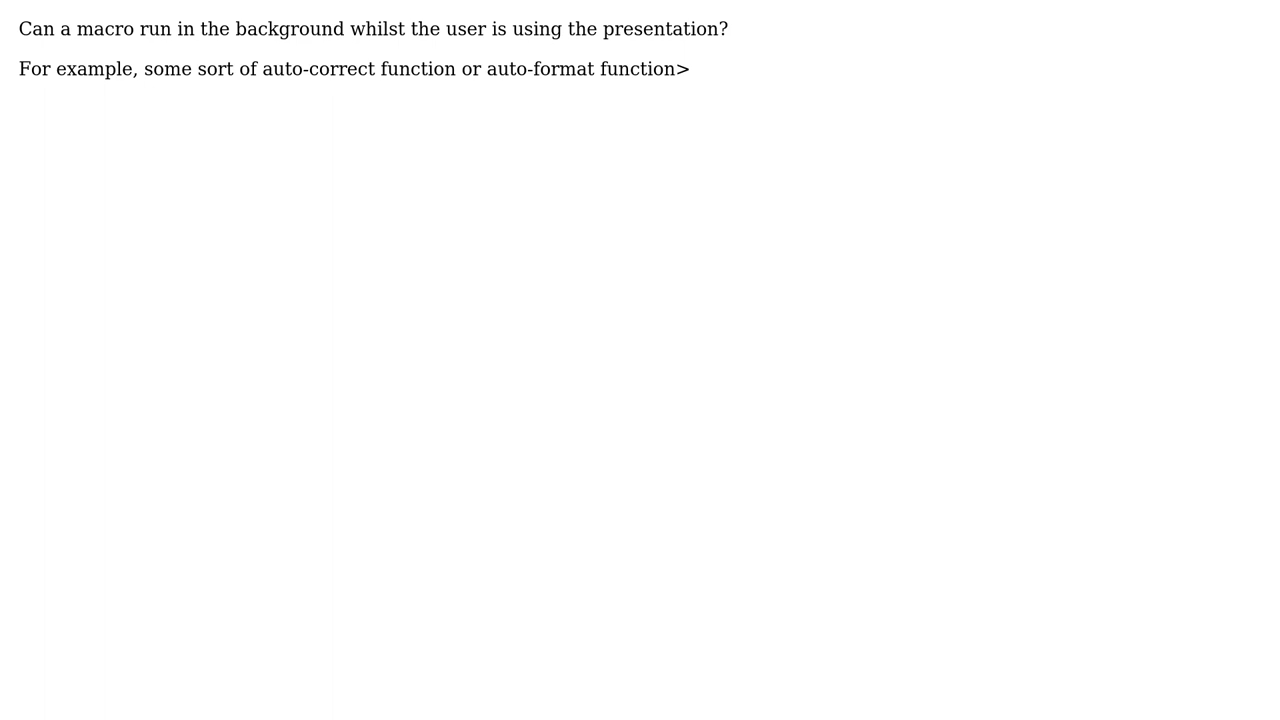 Can a macro run in the background whilst the user is using the presentation?
For example, some sort of auto-correct function or auto-format function>